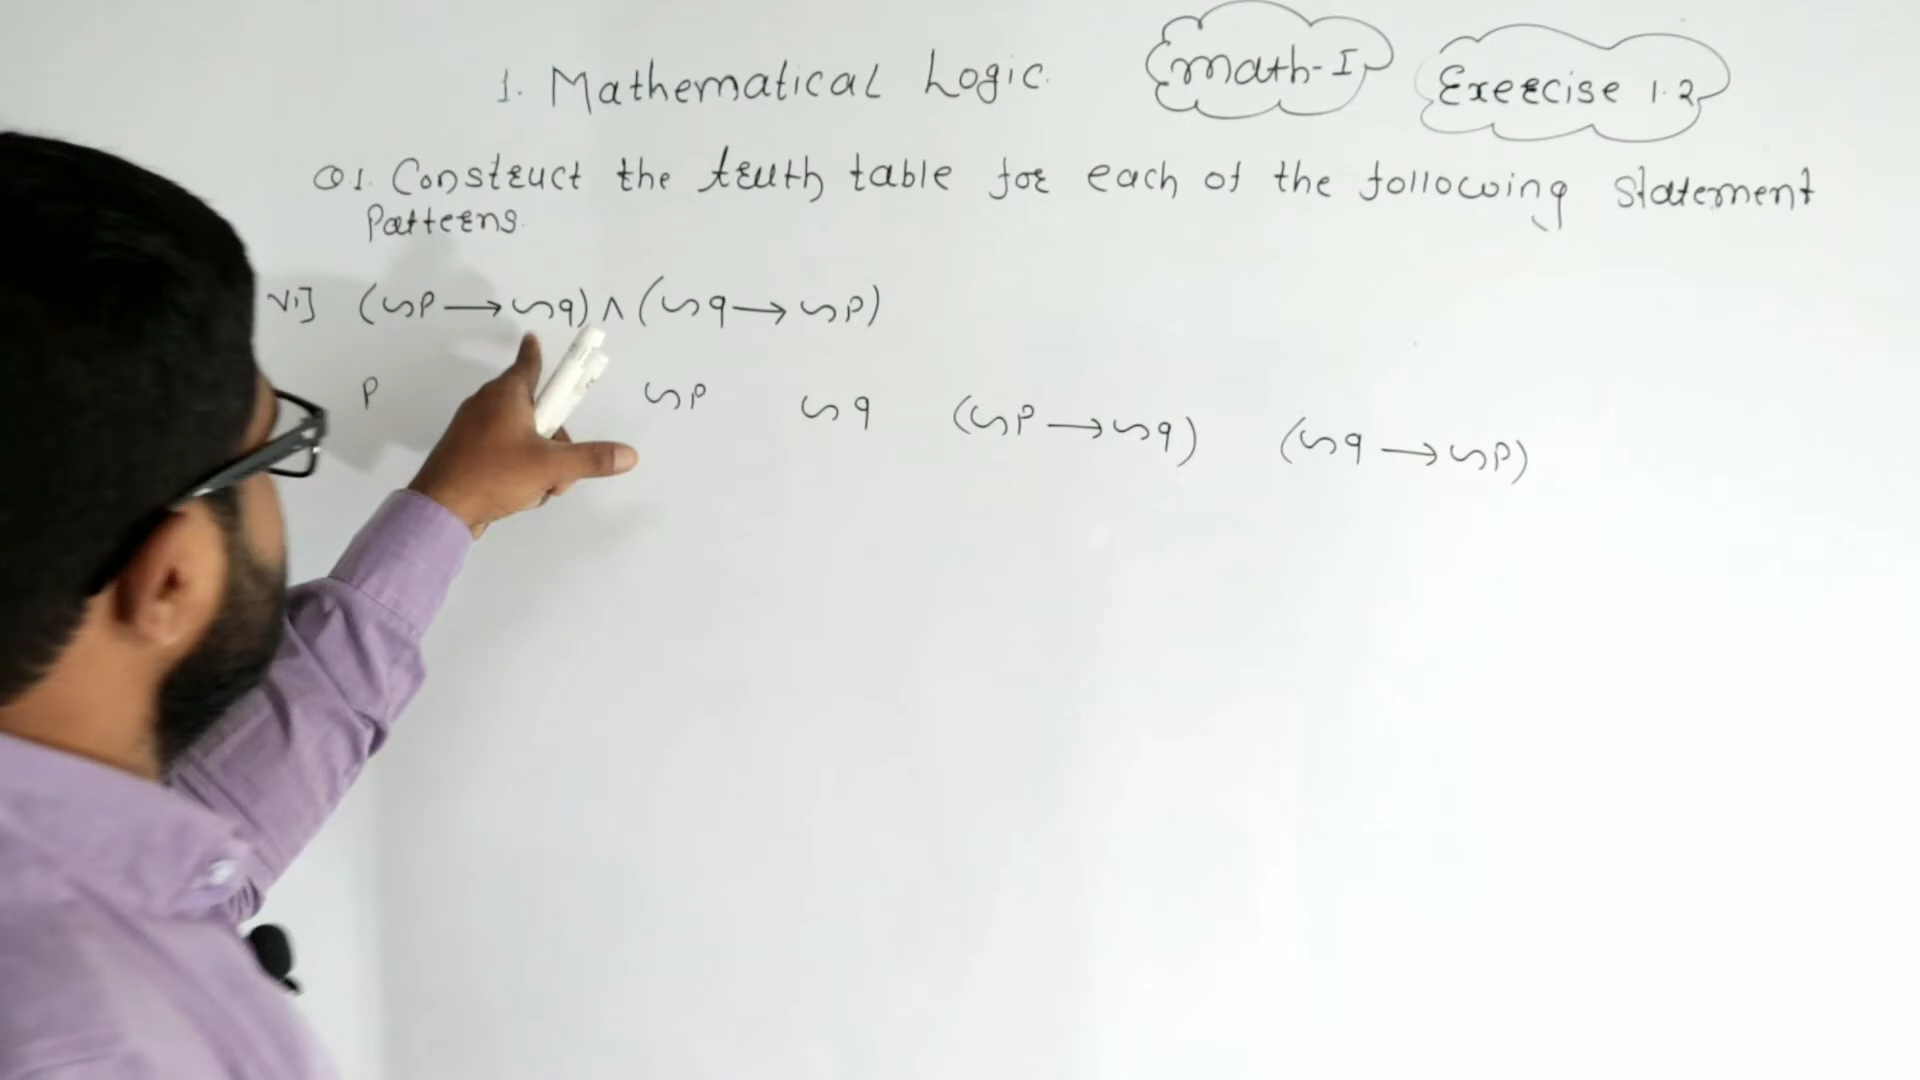 1. Mathematical Logic.
Math-I
Exercise 1.2
Q1. Construct the truth table for each of the following statement
Patterns.
vi] (∼p → ∼q) ∧ (∼q → ∼p)
p ∼p ∼q (∼p → ∼q) (∼q → ∼p)